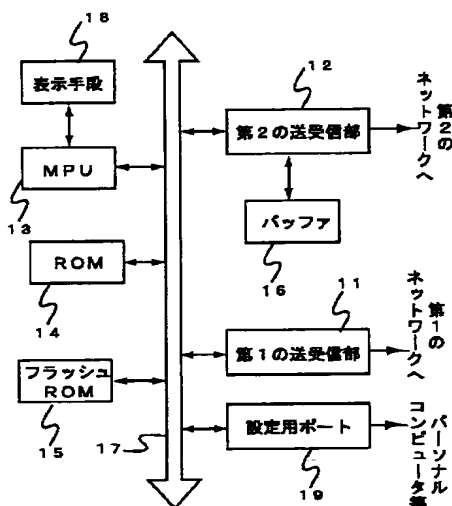 18
表示手段
MPU
13
ROM
14
フラッシュ
ROM
15
17
12
第2の送受信部
第2の
ネットワークへ
バッファ
16
11
第1の送受信部
第1の
ネットワークへ
設定用ポート
19
パーソナル
コンピュータ等